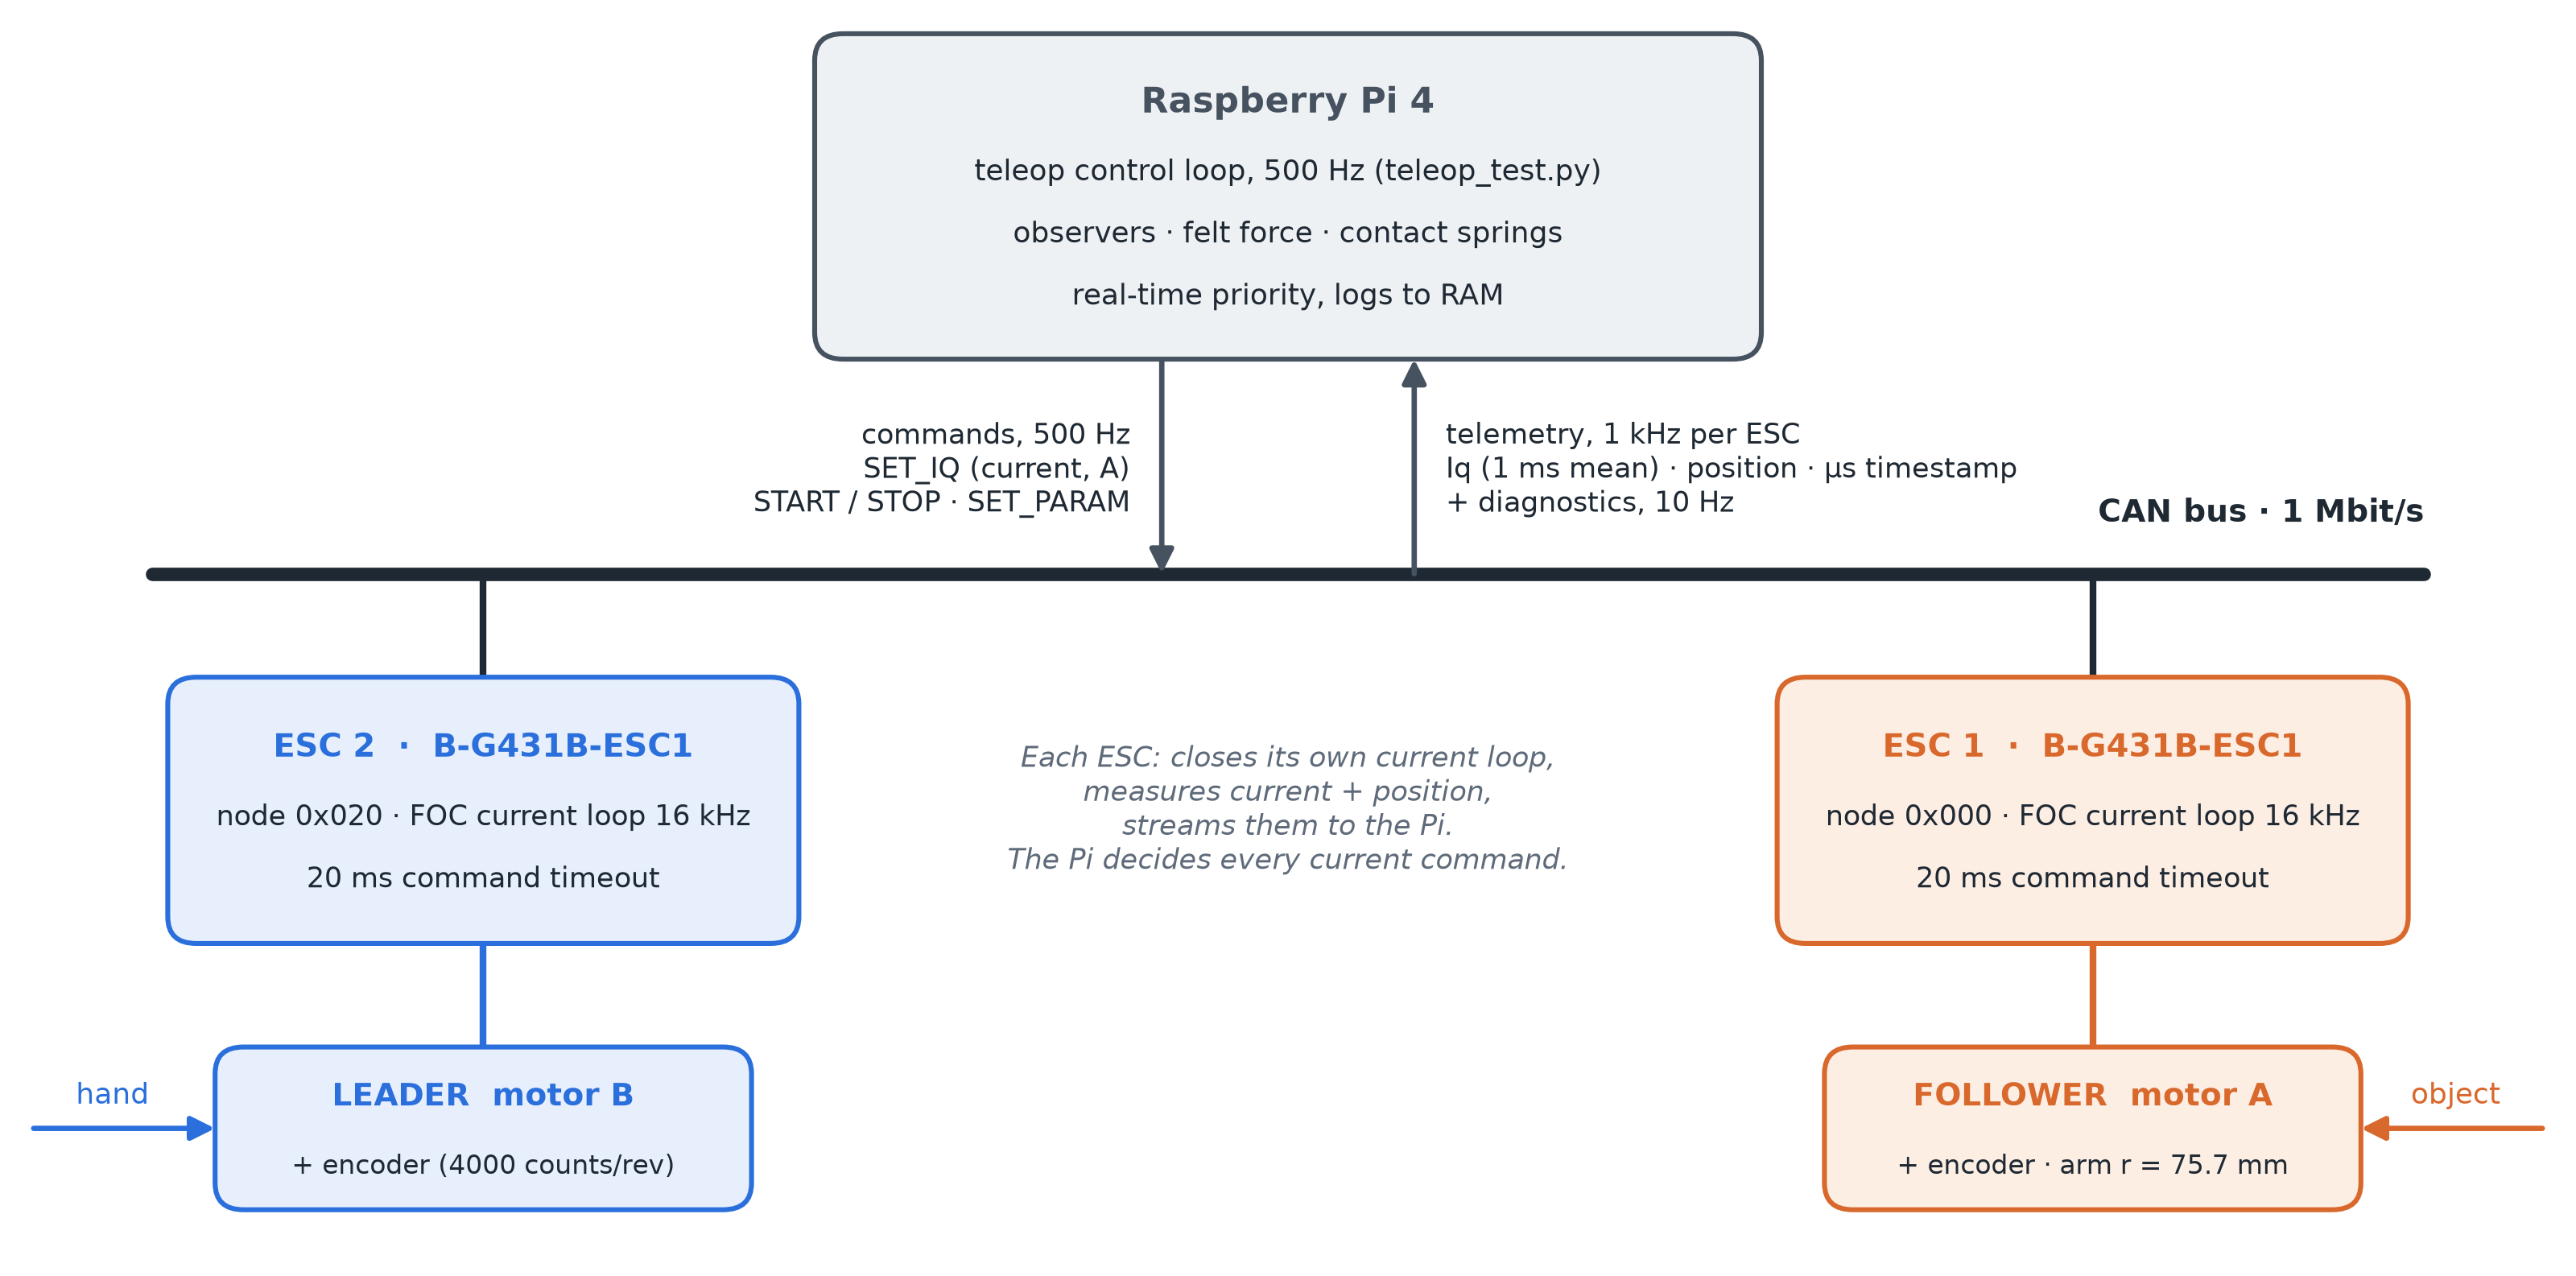 Raspberry Pi 4
teleop control loop, 500 Hz (teleop_test.py)
observers · felt force · contact springs
real-time priority, logs to RAM
commands, 500 Hz
SET_IQ (current, A)
START / STOP · SET_PARAM
telemetry, 1 kHz per ESC
Iq (1 ms mean) · position · µs timestamp
+ diagnostics, 10 Hz
CAN bus · 1 Mbit/s
ESC 2 · B-G431B-ESC1
node 0x020 · FOC current loop 16 kHz
20 ms command timeout
Each ESC: closes its own current loop,
measures current + position,
streams them to the Pi.
The Pi decides every current command.
ESC 1 · B-G431B-ESC1
node 0x000 · FOC current loop 16 kHz
20 ms command timeout
hand
LEADER motor B
+ encoder (4000 counts/rev)
FOLLOWER motor A
+ encoder · arm r = 75.7 mm
object